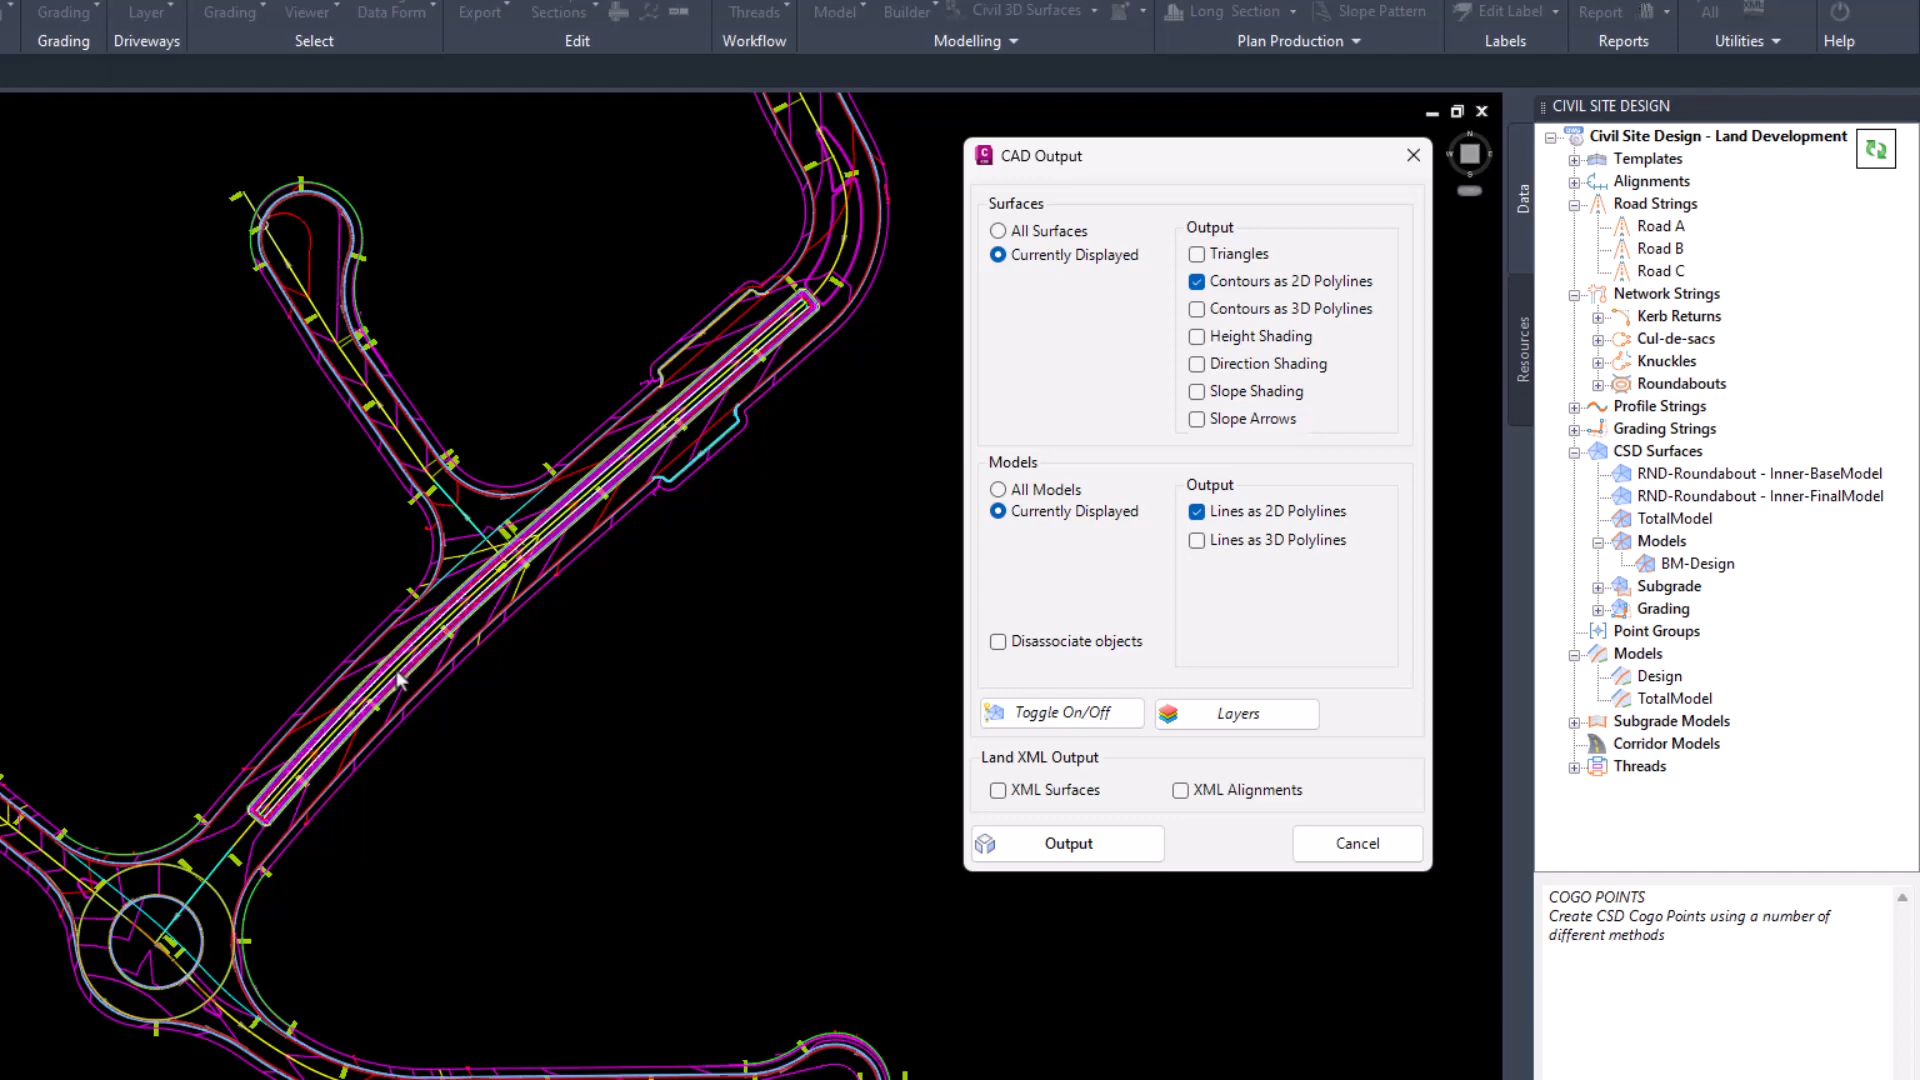 Grading
Layer
Grading
Viewer
Data Form
Export
Sections
Threads
Model
Builder
Civil 3D Surfaces
Long Section
Slope Pattern
Edit Label
Report
All
XML
Grading
Driveways
Select
Edit
Workflow
Modelling
Plan Production
Labels
Reports
Utilities
Help
CAD Output
Surfaces
All Surfaces
Currently Displayed
Output
Triangles
Contours as 2D Polylines
Contours as 3D Polylines
Height Shading
Direction Shading
Slope Shading
Slope Arrows
Models
All Models
Currently Displayed
Output
Lines as 2D Polylines
Lines as 3D Polylines
Disassociate objects
Toggle On/Off
Layers
Land XML Output
XML Surfaces
XML Alignments
Output
Cancel
N
W
S
Data
Resources
CIVIL SITE DESIGN
Civil Site Design - Land Development
Templates
Alignments
Road Strings
Road A
Road B
Road C
Network Strings
Kerb Returns
Cul-de-sacs
Knuckles
Roundabouts
Profile Strings
Grading Strings
CSD Surfaces
RND-Roundabout - Inner-BaseModel
RND-Roundabout - Inner-FinalModel
TotalModel
Models
BM-Design
Subgrade
Grading
Point Groups
Models
Design
TotalModel
Subgrade Models
Corridor Models
Threads
COGO POINTS
Create CSD Cogo Points using a number of
different methods